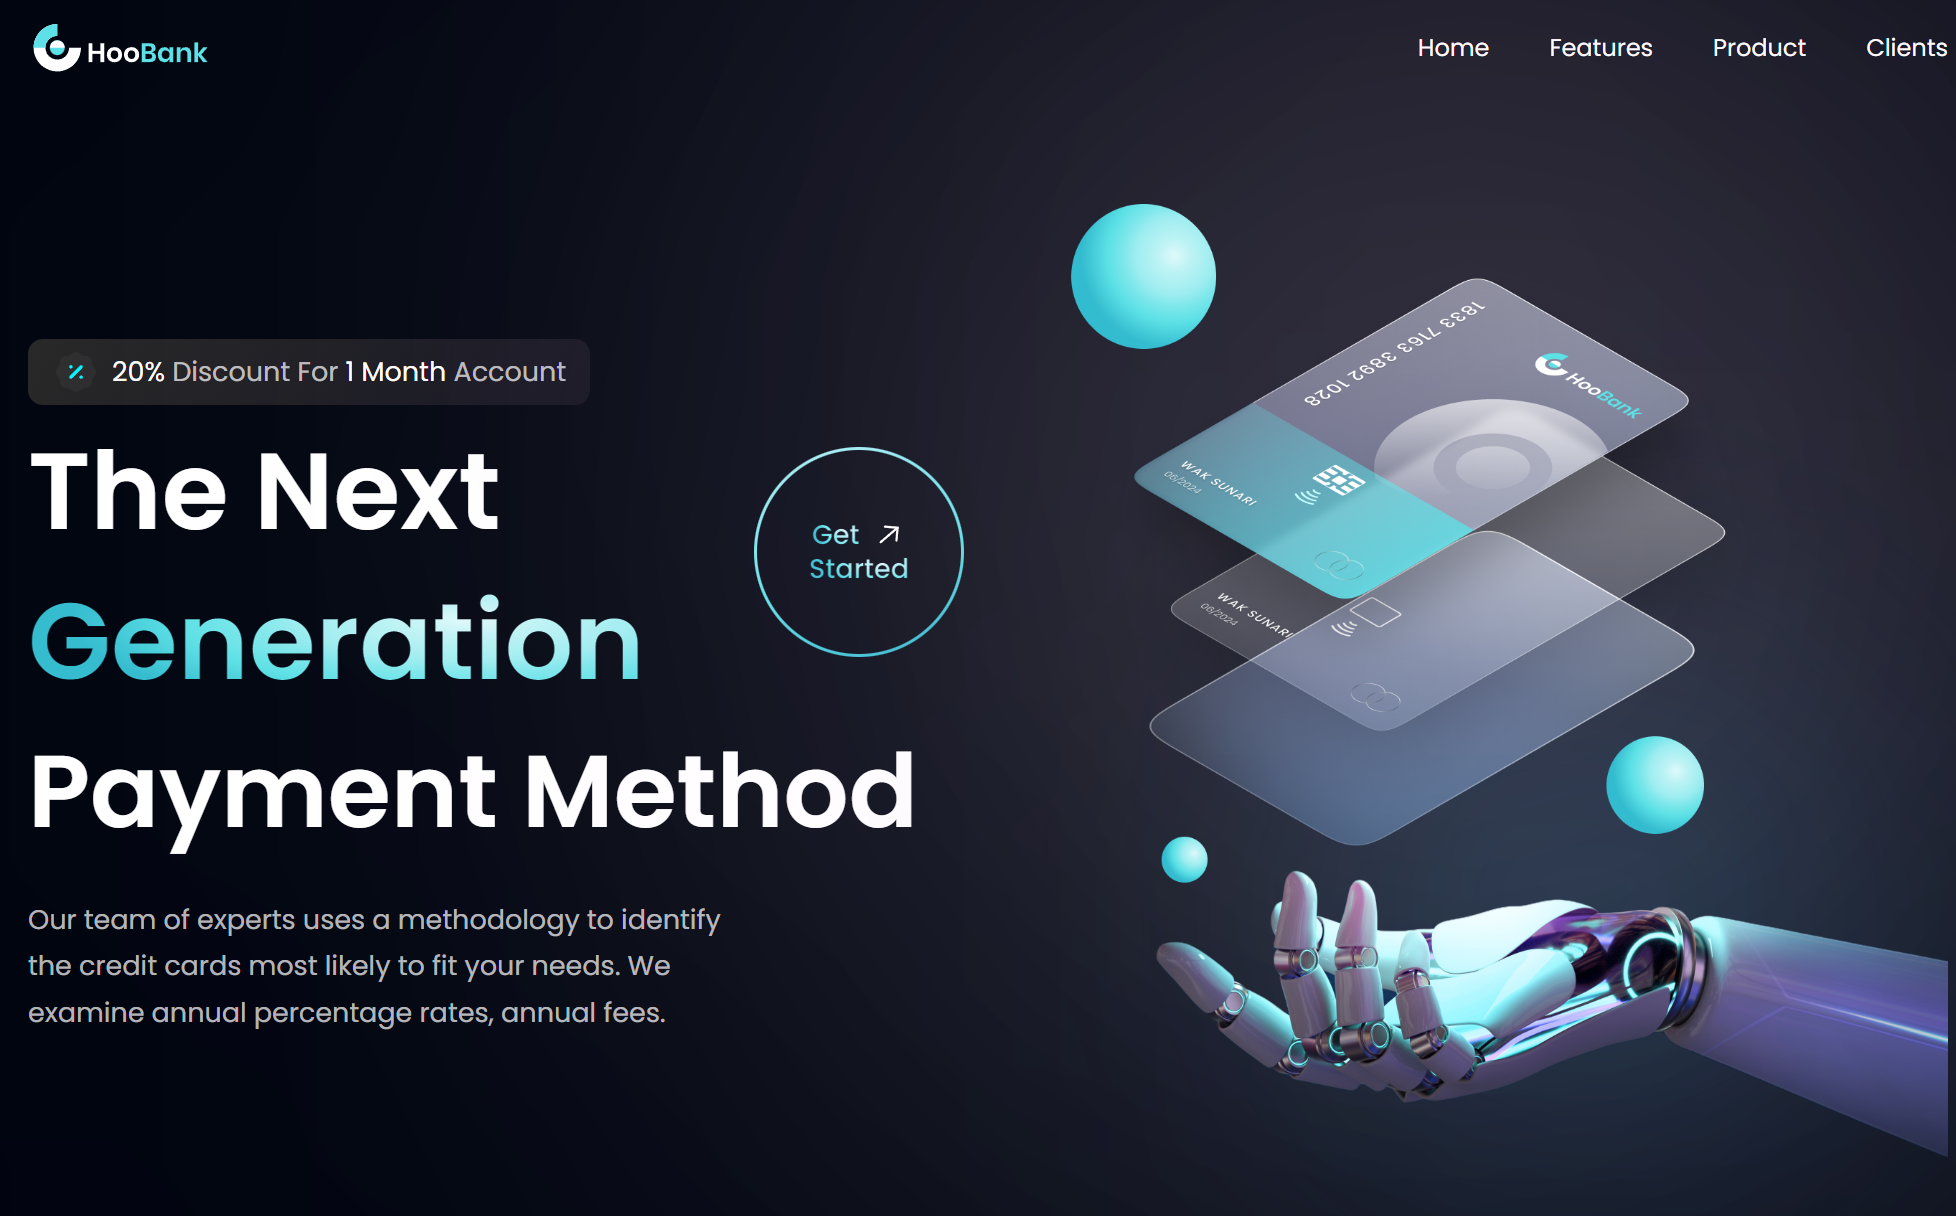 HooBank
Home Features Product Clients
20% Discount For 1 Month Account
The Next
Generation
Payment Method
Get
Started
Our team of experts uses a methodology to identify
the credit cards most likely to fit your needs. We
examine annual percentage rates, annual fees.
1833 7163 3892 1028
HooBank
WAK SUNARI
06/2024
WAK SUNARI
06/2024